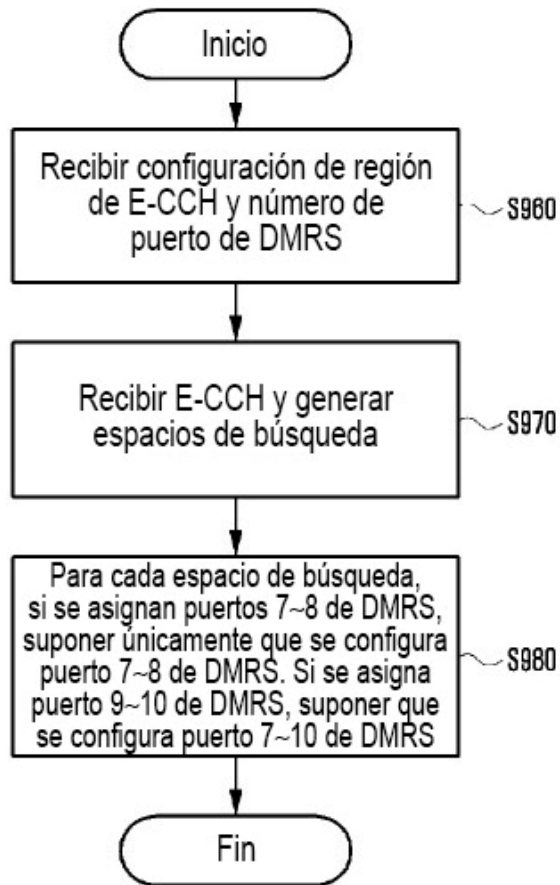 Inicio
Recibir configuración de región
de E-CCH y número de
puerto de DMRS
S960
Recibir E-CCH y generar
espacios de búsqueda
S970
Para cada espacio de búsqueda,
si se asignan puertos 7~8 de DMRS,
suponer únicamente que se configura
puerto 7~8 de DMRS. Si se asigna
puerto 9~10 de DMRS, suponer que
se configura puerto 7~10 de DMRS
S980
Fin